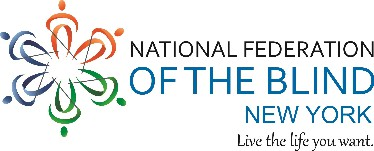 NATIONAL FEDERATION
OF THE BLIND
NEW YORK
Live the life you want.